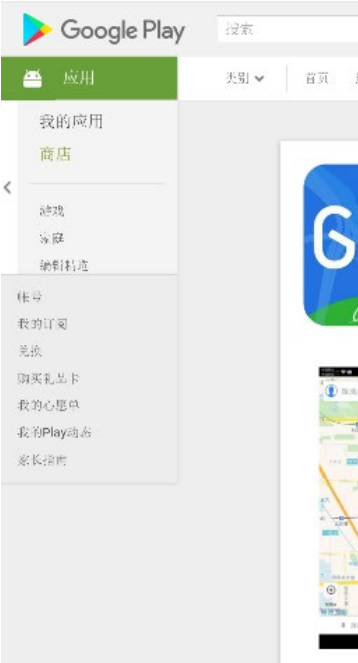 Google Play
搜索
应用
类别
首页
我的应用
商店
游戏
家庭
编辑精选
帐号
我的订阅
兑换
购买礼品卡
我的心愿单
我的Play动态
家长指南
G